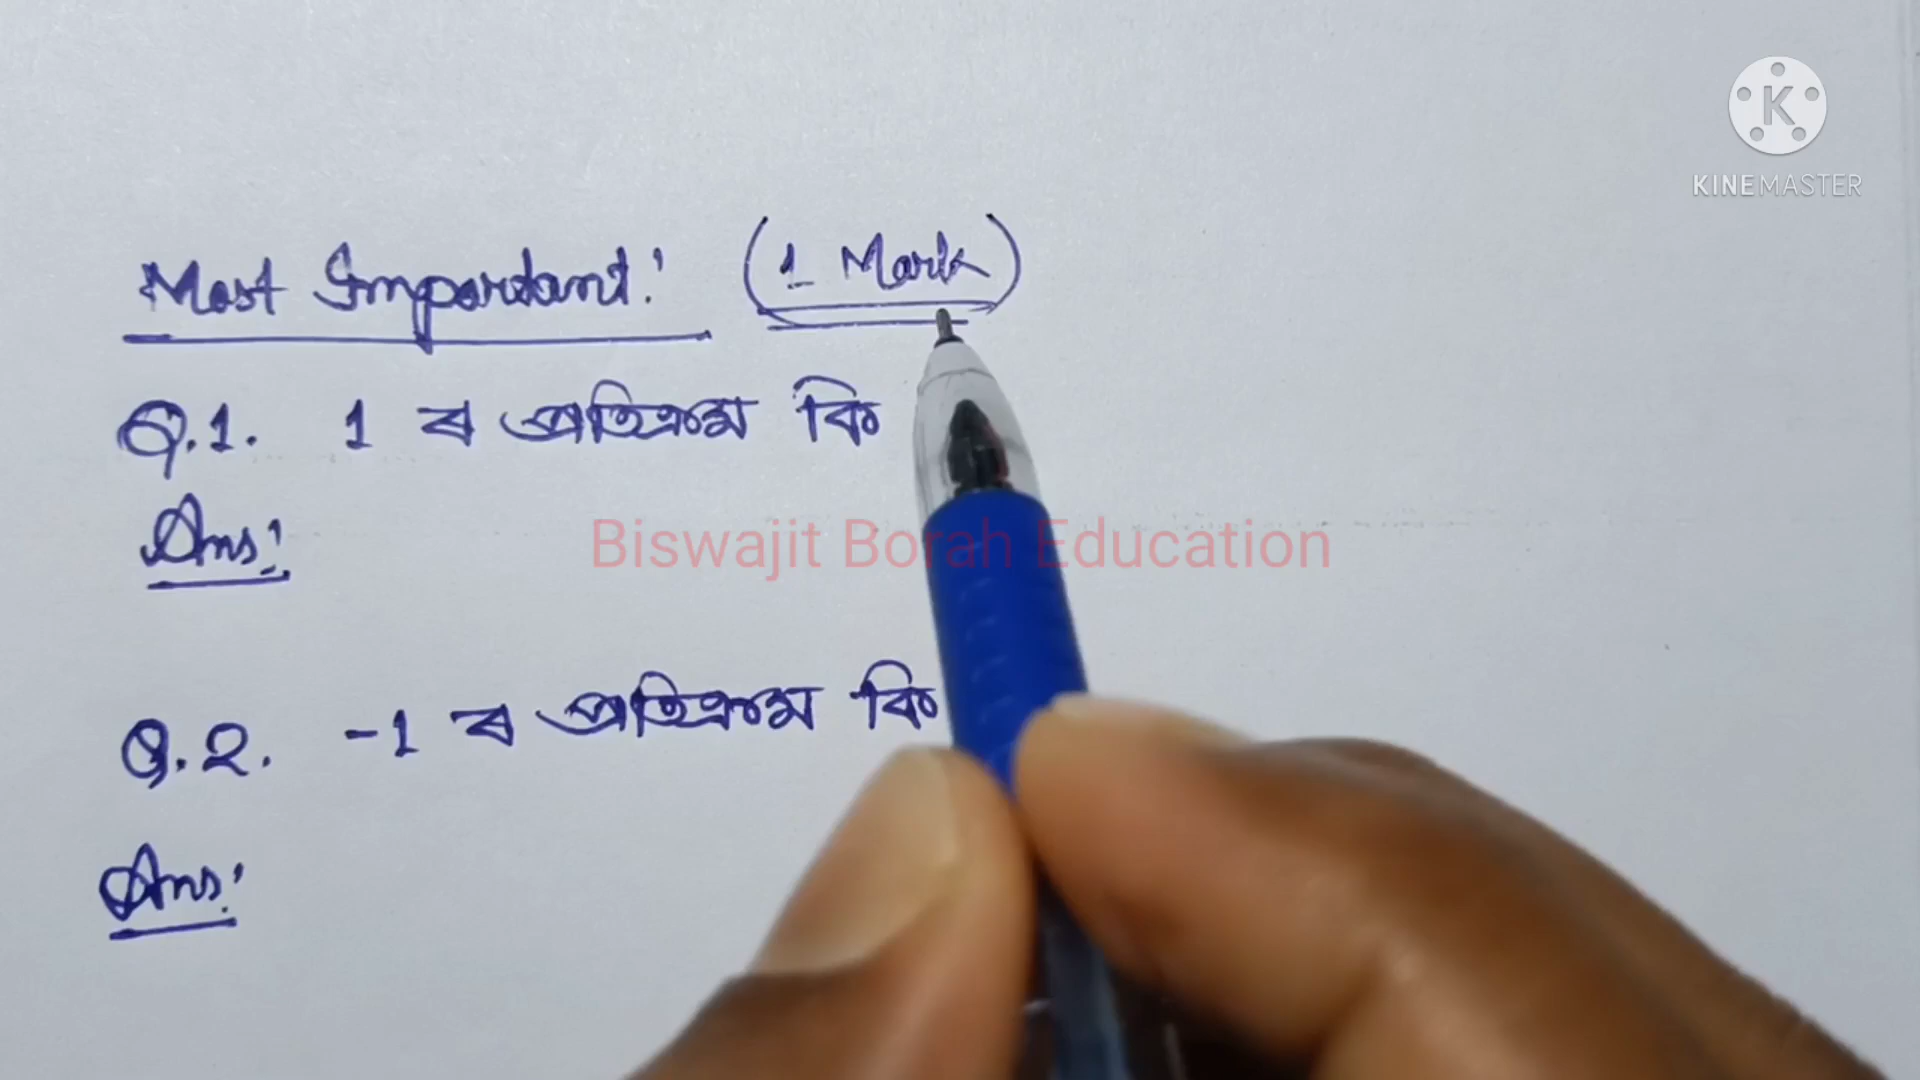 KINEMASTER
Most Important: (1 Mark)
Q.1. 1 ৰ প্ৰতিক্ৰম কি
Ans:
Biswajit Borah Education
Q.2. -1 ৰ প্ৰতিক্ৰম কি
Ans: